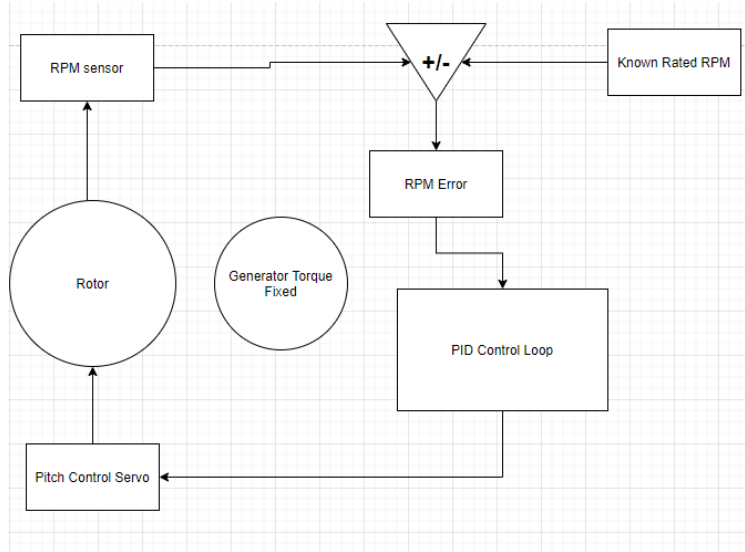 RPM sensor
+/-
Known Rated RPM
RPM Error
Rotor
Generator Torque
Fixed
PID Control Loop
Pitch Control Servo